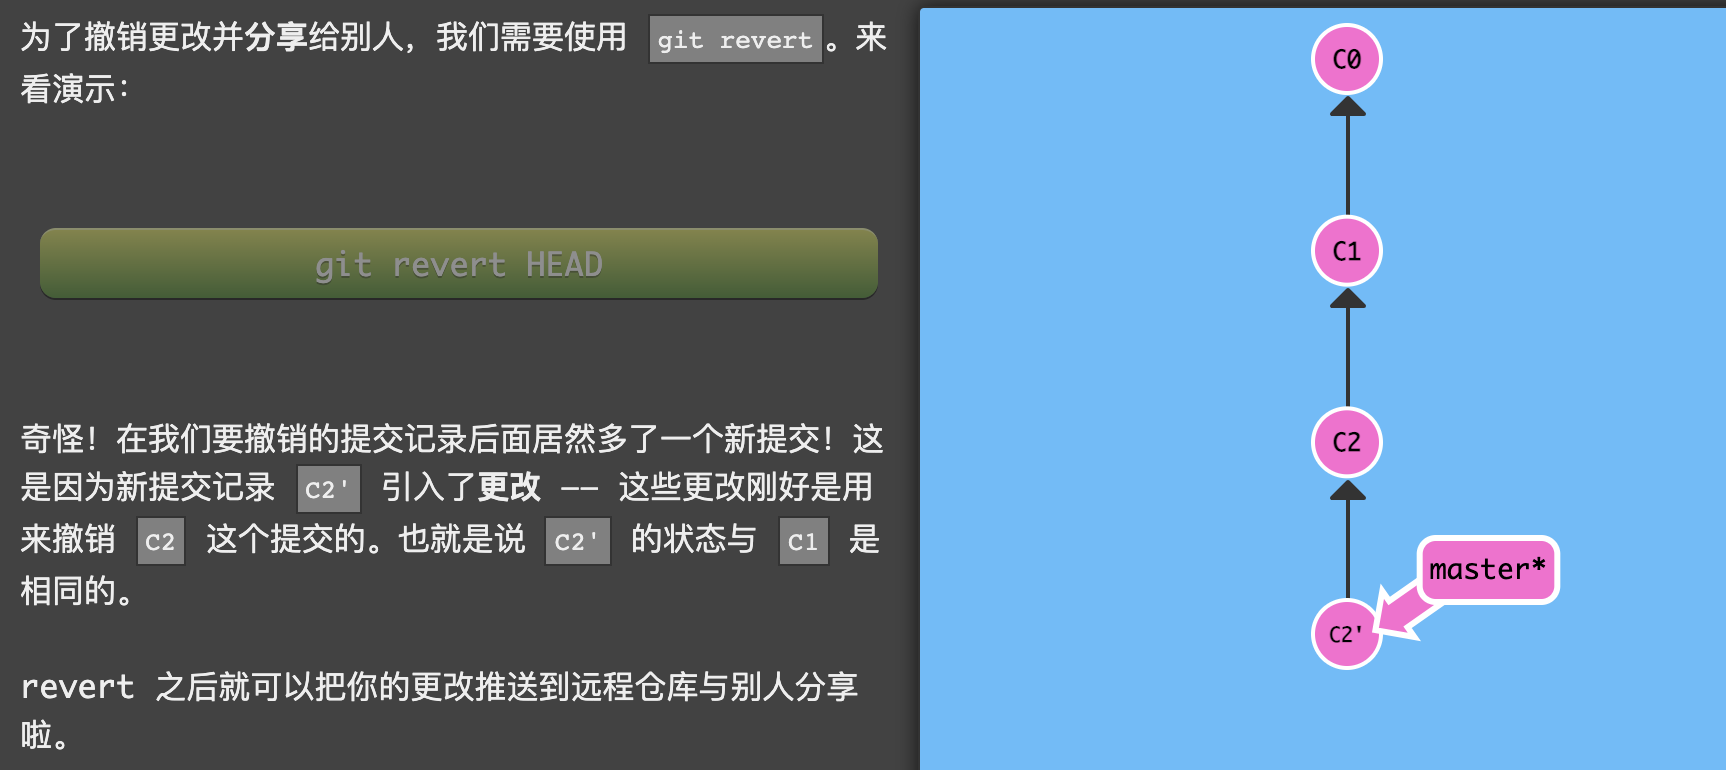 为了撤销更改并分享给别人，我们需要使用 git revert。来
看演示：
git revert HEAD
奇怪！在我们要撤销的提交记录后面居然多了一个新提交！这
是因为新提交记录 C2' 引入了更改 —— 这些更改刚好是用
来撤销 C2 这个提交的。也就是说 C2' 的状态与 C1 是
相同的。
revert 之后就可以把你的更改推送到远程仓库与别人分享
啦。
C0
C1
C2
master*
C2'